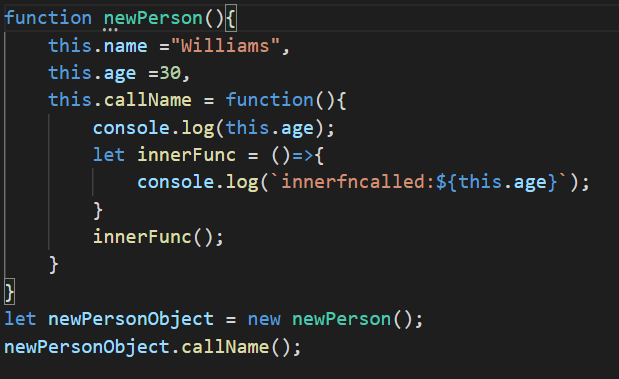 function newPerson(){
    this.name ="Williams",
    this.age =30,
    this.callName = function(){
        console.log(this.age);
        let innerFunc = ()=>{
            console.log(`innerfncalled:${this.age}`);
        }
        innerFunc();
    }
}
let newPersonObject = new newPerson();
newPersonObject.callName();